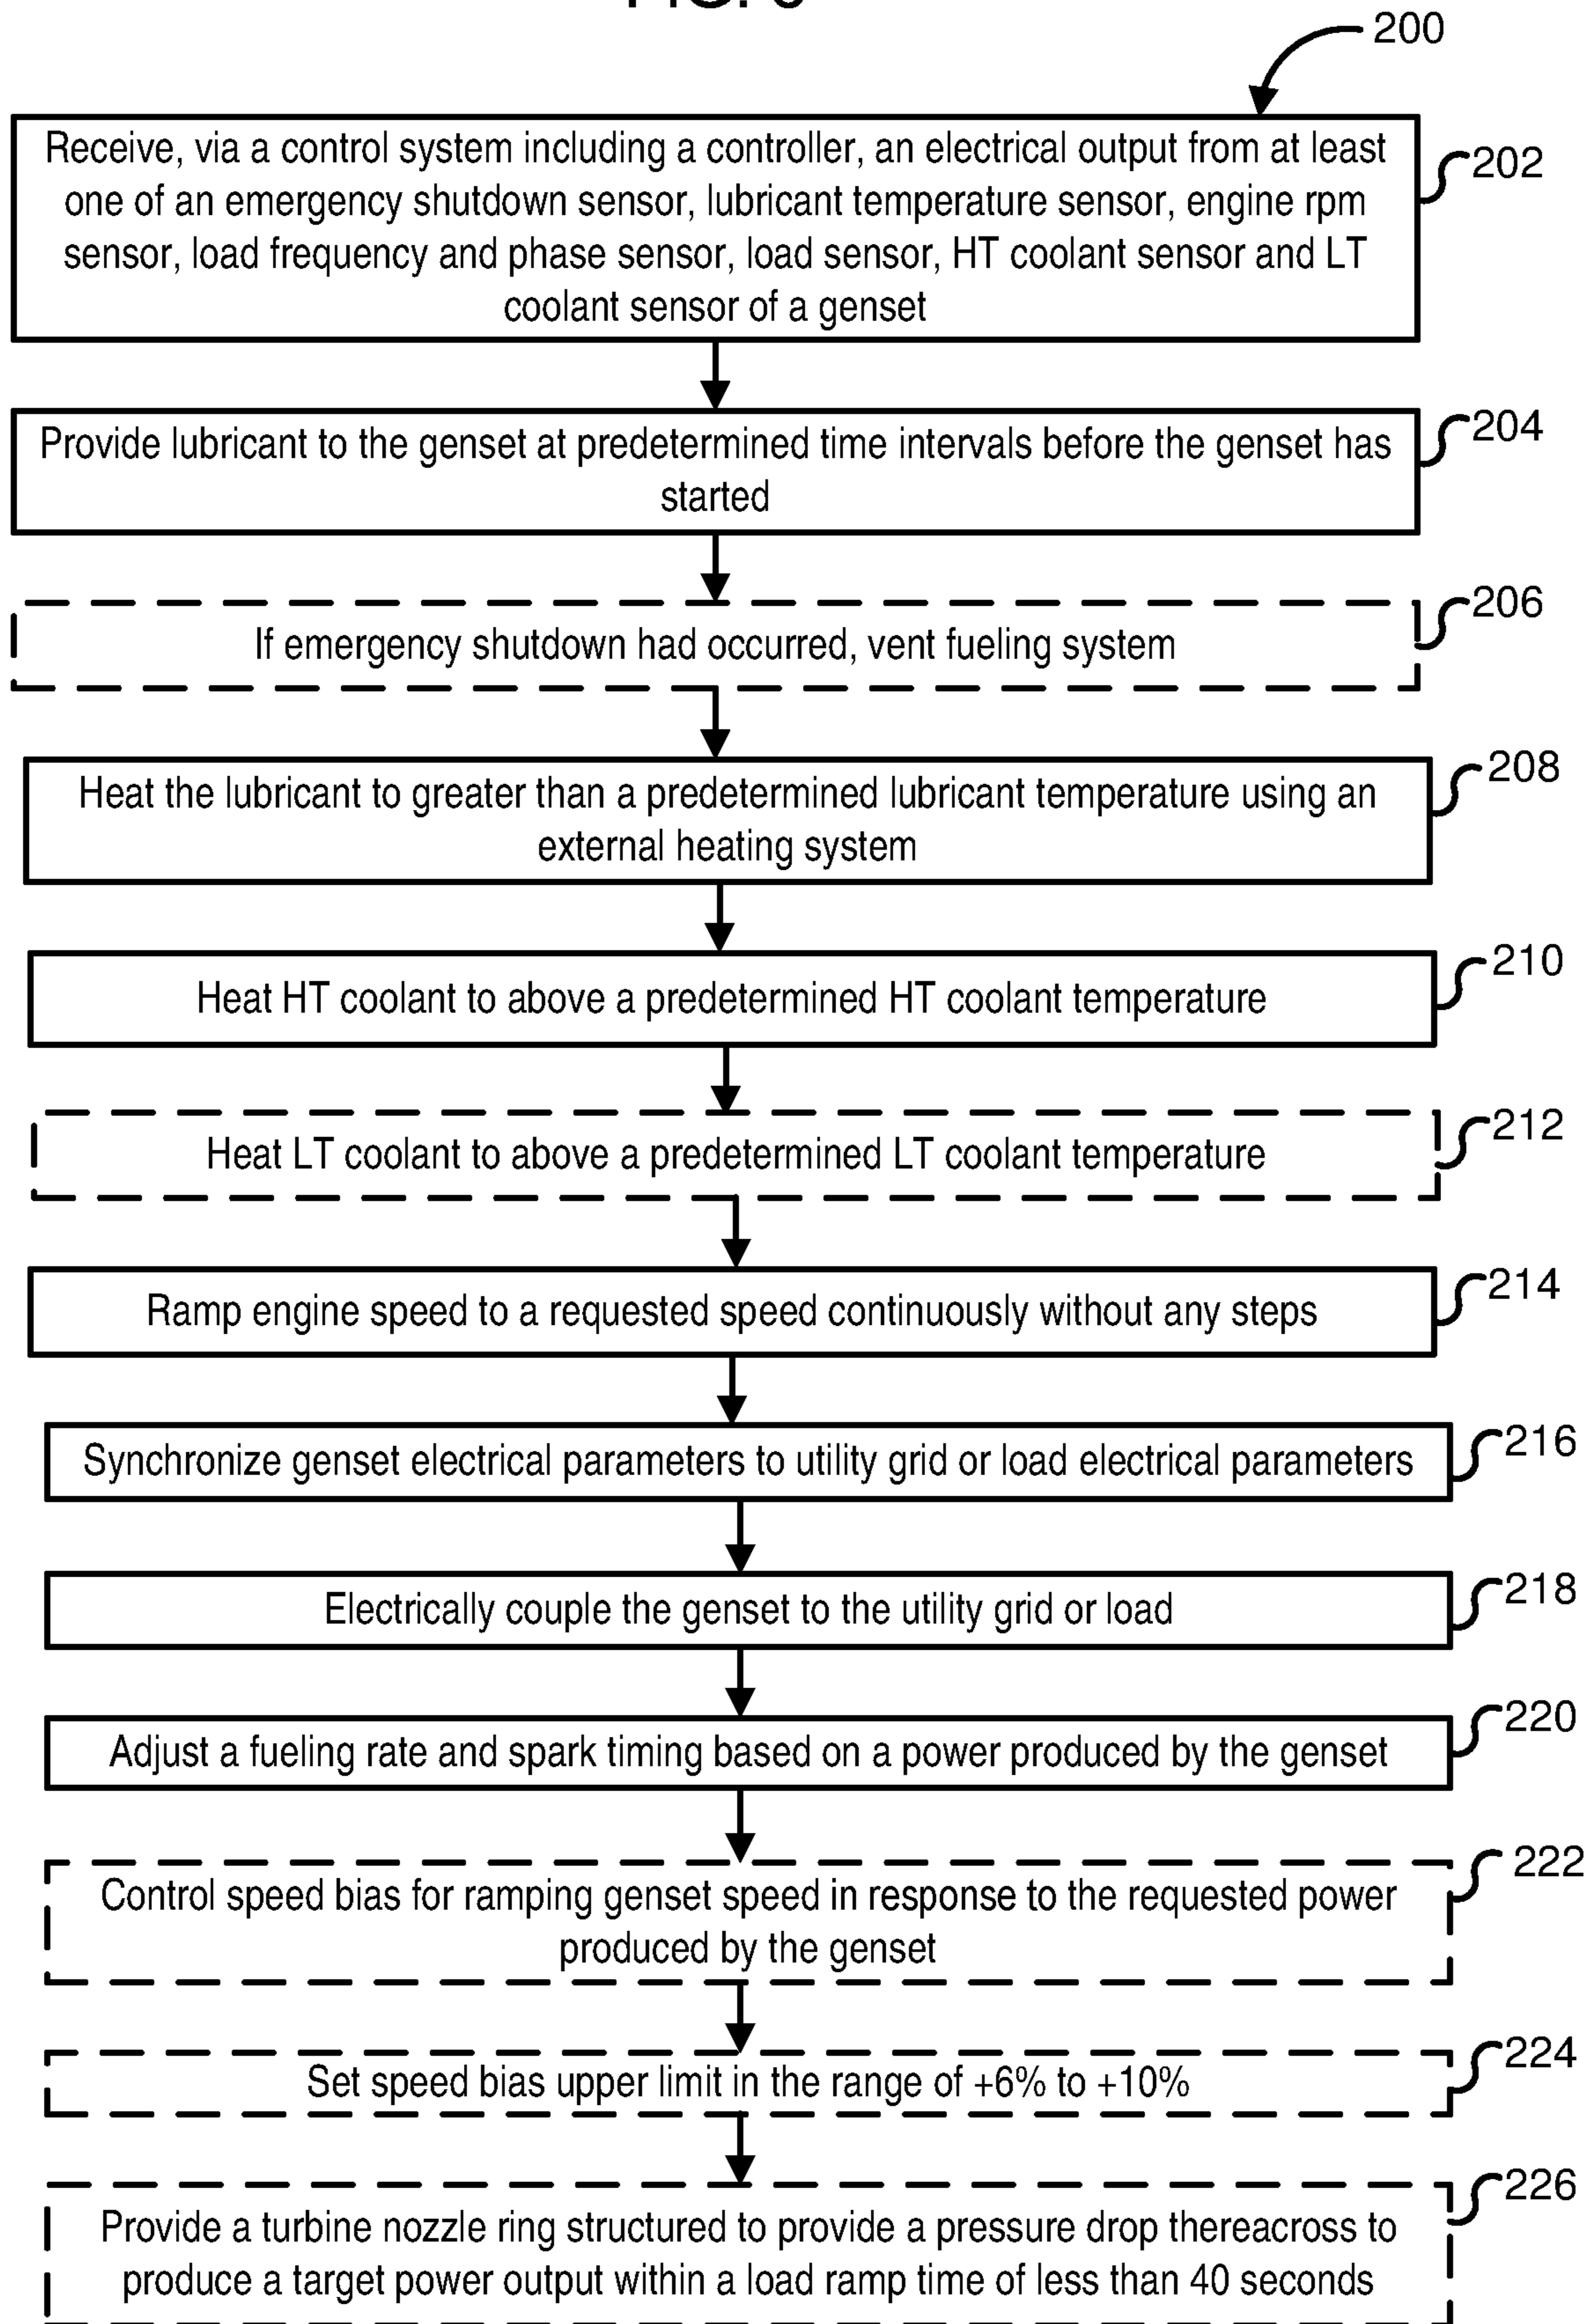 200
Receive, via a control system including a controller, an electrical output from at least
one of an emergency shutdown sensor, lubricant temperature sensor, engine rpm
sensor, load frequency and phase sensor, load sensor, HT coolant sensor and LT
coolant sensor of a genset
202
Provide lubricant to the genset at predetermined time intervals before the genset has
started
204
If emergency shutdown had occurred, vent fueling system
206
Heat the lubricant to greater than a predetermined lubricant temperature using an
external heating system
208
Heat HT coolant to above a predetermined HT coolant temperature
210
Heat LT coolant to above a predetermined LT coolant temperature
212
Ramp engine speed to a requested speed continuously without any steps
214
Synchronize genset electrical parameters to utility grid or load electrical parameters
216
Electrically couple the genset to the utility grid or load
218
Adjust a fueling rate and spark timing based on a power produced by the genset
220
Control speed bias for ramping genset speed in response to the requested power
produced by the genset
222
Set speed bias upper limit in the range of +6% to +10%
224
Provide a turbine nozzle ring structured to provide a pressure drop thereacross to
produce a target power output within a load ramp time of less than 40 seconds
226